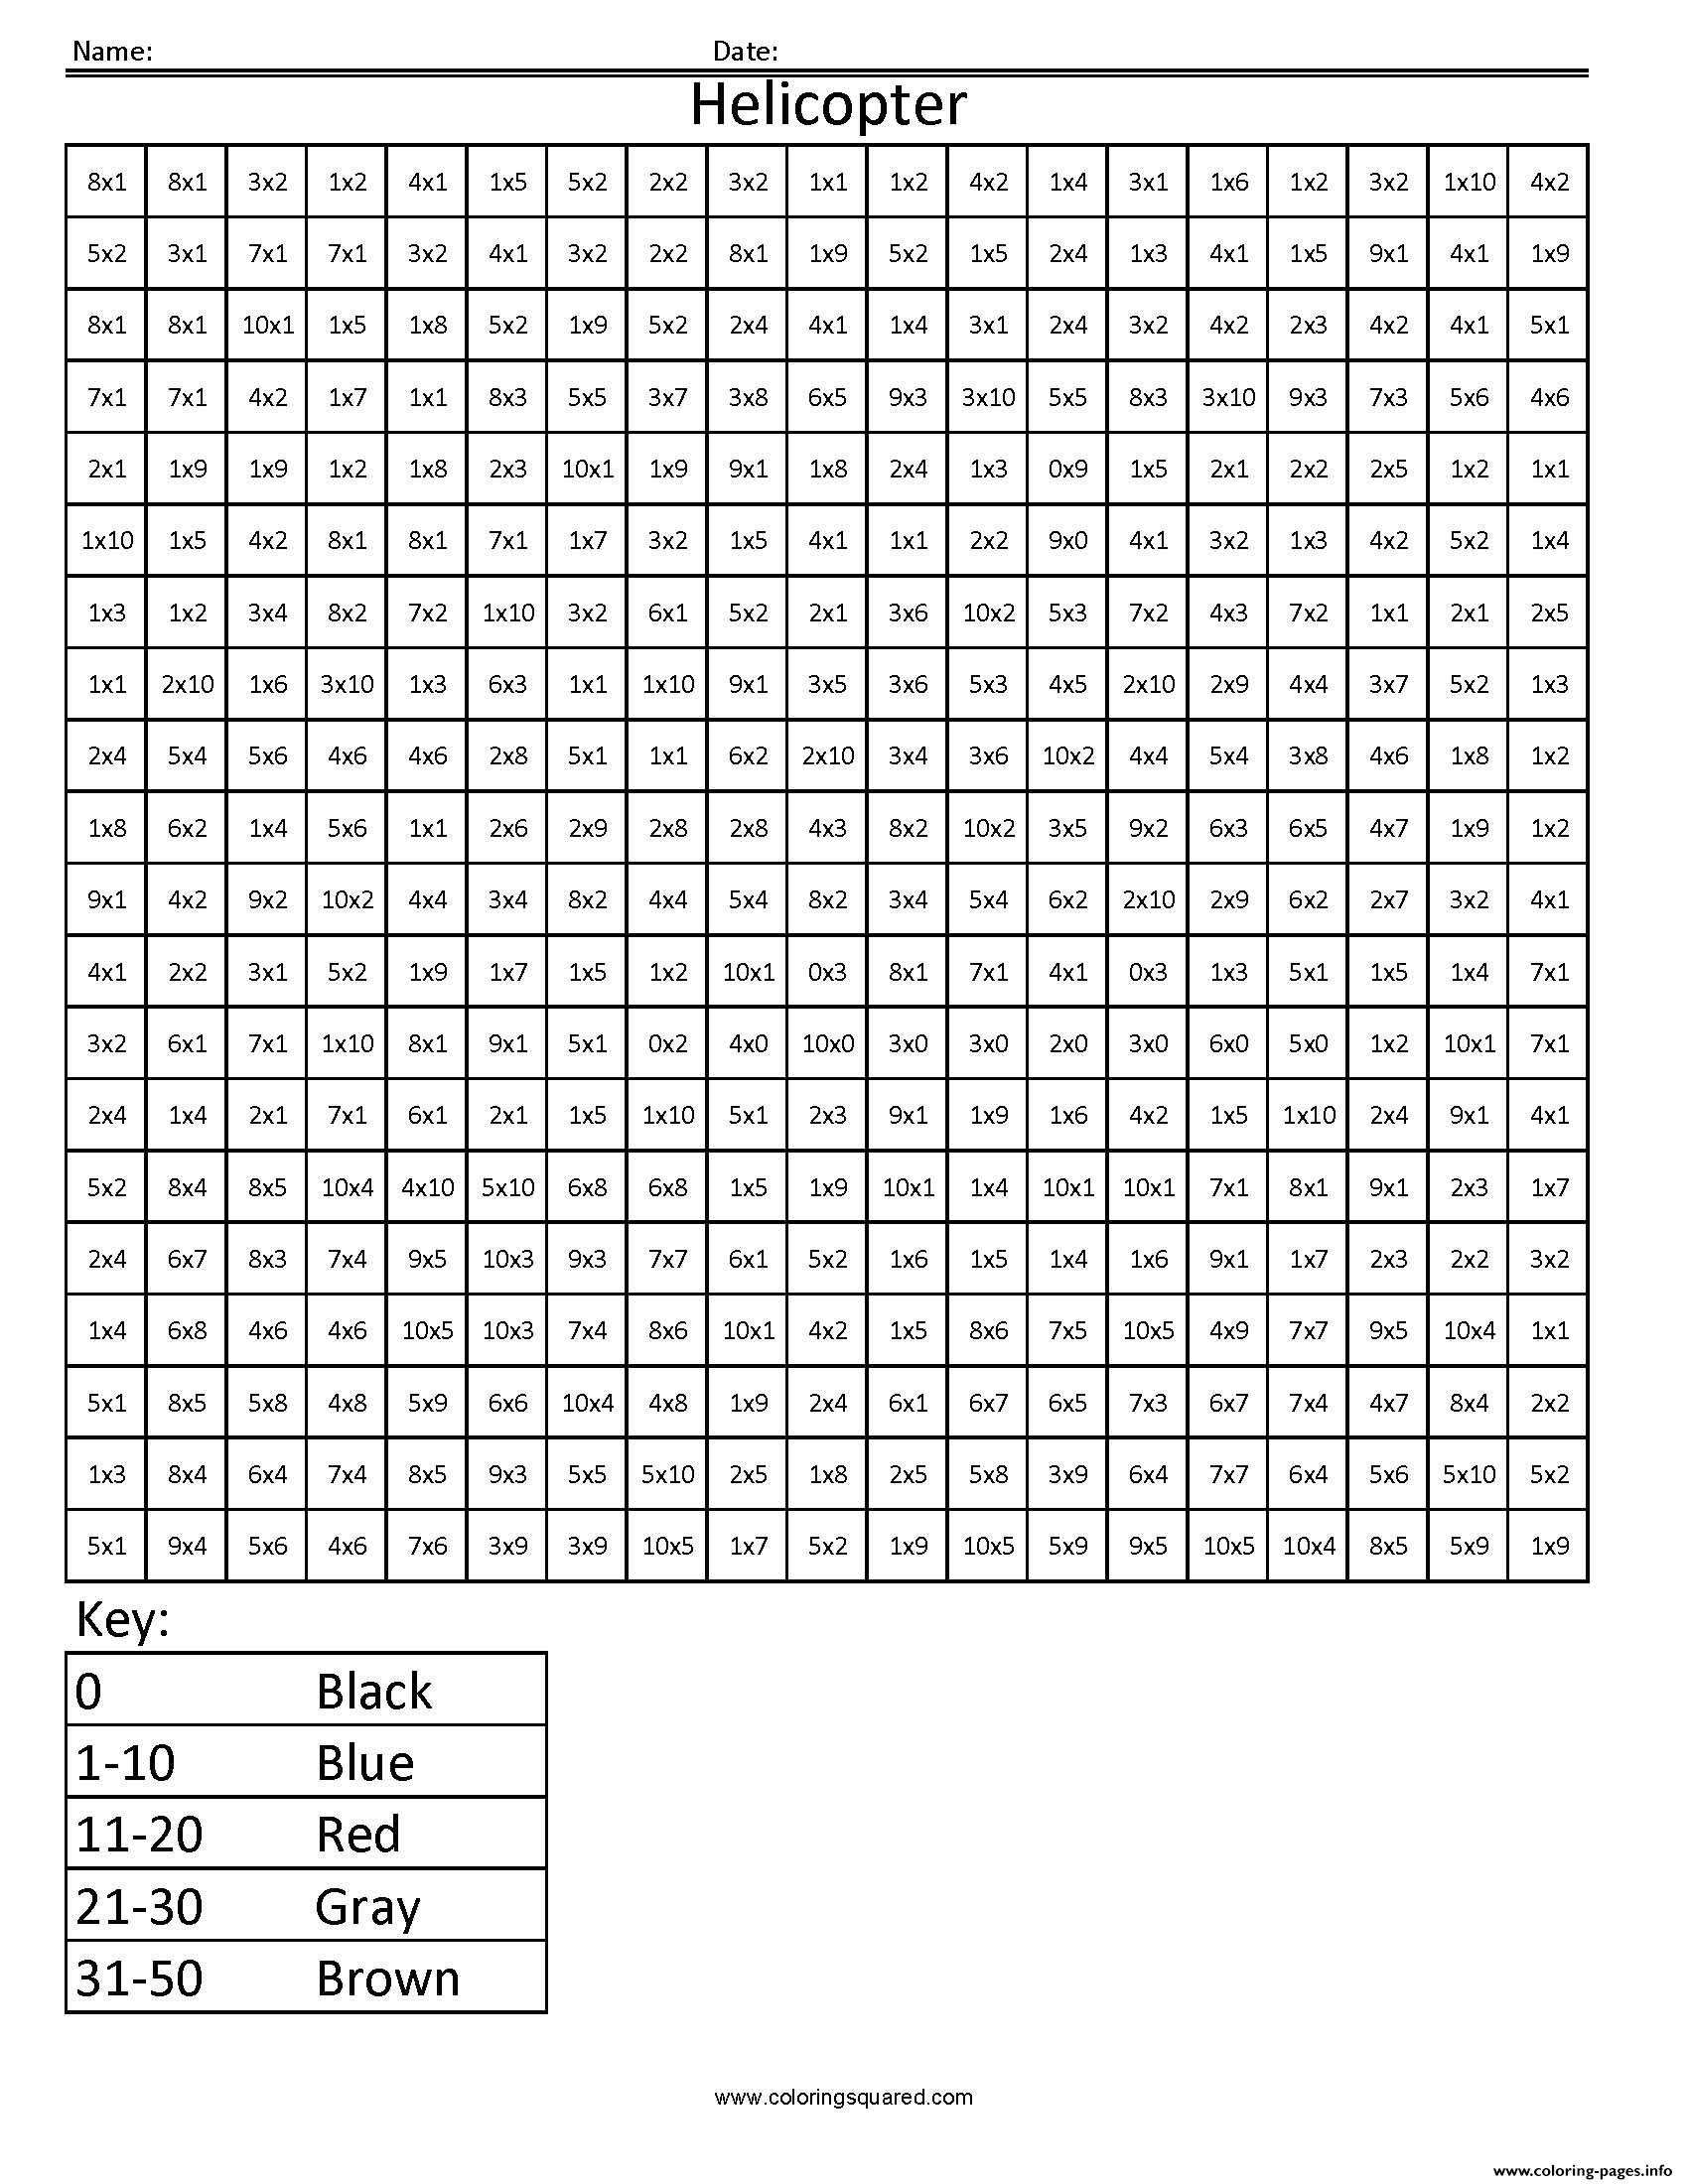 Name: Date:
Helicopter
8x1 8x1 3x2 1x2 4x1 1x5 5x2 2x2 3x2 1x1 1x2 4x2 1x4 3x1 1x6 1x2 3x2 1x10 4x2
5x2 3x1 7x1 7x1 3x2 4x1 3x2 2x2 8x1 1x9 5x2 1x5 2x4 1x3 4x1 1x5 9x1 4x1 1x9
8x1 8x1 10x1 1x5 1x8 5x2 1x9 5x2 2x4 4x1 1x4 3x1 2x4 3x2 4x2 2x3 4x2 4x1 5x1
7x1 7x1 4x2 1x7 1x1 8x3 5x5 3x7 3x8 6x5 9x3 3x10 5x5 8x3 3x10 9x3 7x3 5x6 4x6
2x1 1x9 1x9 1x2 1x8 2x3 10x1 1x9 9x1 1x8 2x4 1x3 0x9 1x5 2x1 2x2 2x5 1x2 1x1
1x10 1x5 4x2 8x1 8x1 7x1 1x7 3x2 1x5 4x1 1x1 2x2 9x0 4x1 3x2 1x3 4x2 5x2 1x4
1x3 1x2 3x4 8x2 7x2 1x10 3x2 6x1 5x2 2x1 3x6 10x2 5x3 7x2 4x3 7x2 1x1 2x1 2x5
1x1 2x10 1x6 3x10 1x3 6x3 1x1 1x10 9x1 3x5 3x6 5x3 4x5 2x10 2x9 4x4 3x7 5x2 1x3
2x4 5x4 5x6 4x6 4x6 2x8 5x1 1x1 6x2 2x10 3x4 3x6 10x2 4x4 5x4 3x8 4x6 1x8 1x2
1x8 6x2 1x4 5x6 1x1 2x6 2x9 2x8 2x8 4x3 8x2 10x2 3x5 9x2 6x3 6x5 4x7 1x9 1x2
9x1 4x2 9x2 10x2 4x4 3x4 8x2 4x4 5x4 8x2 3x4 5x4 6x2 2x10 2x9 6x2 2x7 3x2 4x1
4x1 2x2 3x1 5x2 1x9 1x7 1x5 1x2 10x1 0x3 8x1 7x1 4x1 0x3 1x3 5x1 1x5 1x4 7x1
3x2 6x1 7x1 1x10 8x1 9x1 5x1 0x2 4x0 10x0 3x0 3x0 2x0 3x0 6x0 5x0 1x2 10x1 7x1
2x4 1x4 2x1 7x1 6x1 2x1 1x5 1x10 5x1 2x3 9x1 1x9 1x6 4x2 1x5 1x10 2x4 9x1 4x1
5x2 8x4 8x5 10x4 4x10 5x10 6x8 6x8 1x5 1x9 10x1 1x4 10x1 10x1 7x1 8x1 9x1 2x3 1x7
2x4 6x7 8x3 7x4 9x5 10x3 9x3 7x7 6x1 5x2 1x6 1x5 1x4 1x6 9x1 1x7 2x3 2x2 3x2
1x4 6x8 4x6 4x6 10x5 10x3 7x4 8x6 10x1 4x2 1x5 8x6 7x5 10x5 4x9 7x7 9x5 10x4 1x1
5x1 8x5 5x8 4x8 5x9 6x6 10x4 4x8 1x9 2x4 6x1 6x7 6x5 7x3 6x7 7x4 4x7 8x4 2x2
1x3 8x4 6x4 7x4 8x5 9x3 5x5 5x10 2x5 1x8 2x5 5x8 3x9 6x4 7x7 6x4 5x6 5x10 5x2
5x1 9x4 5x6 4x6 7x6 3x9 3x9 10x5 1x7 5x2 1x9 10x5 5x9 9x5 10x5 10x4 8x5 5x9 1x9
Key:
0 Black
1-10 Blue
11-20 Red
21-30 Gray
31-50 Brown
www.coloringsquared.com
www.coloring-pages.info